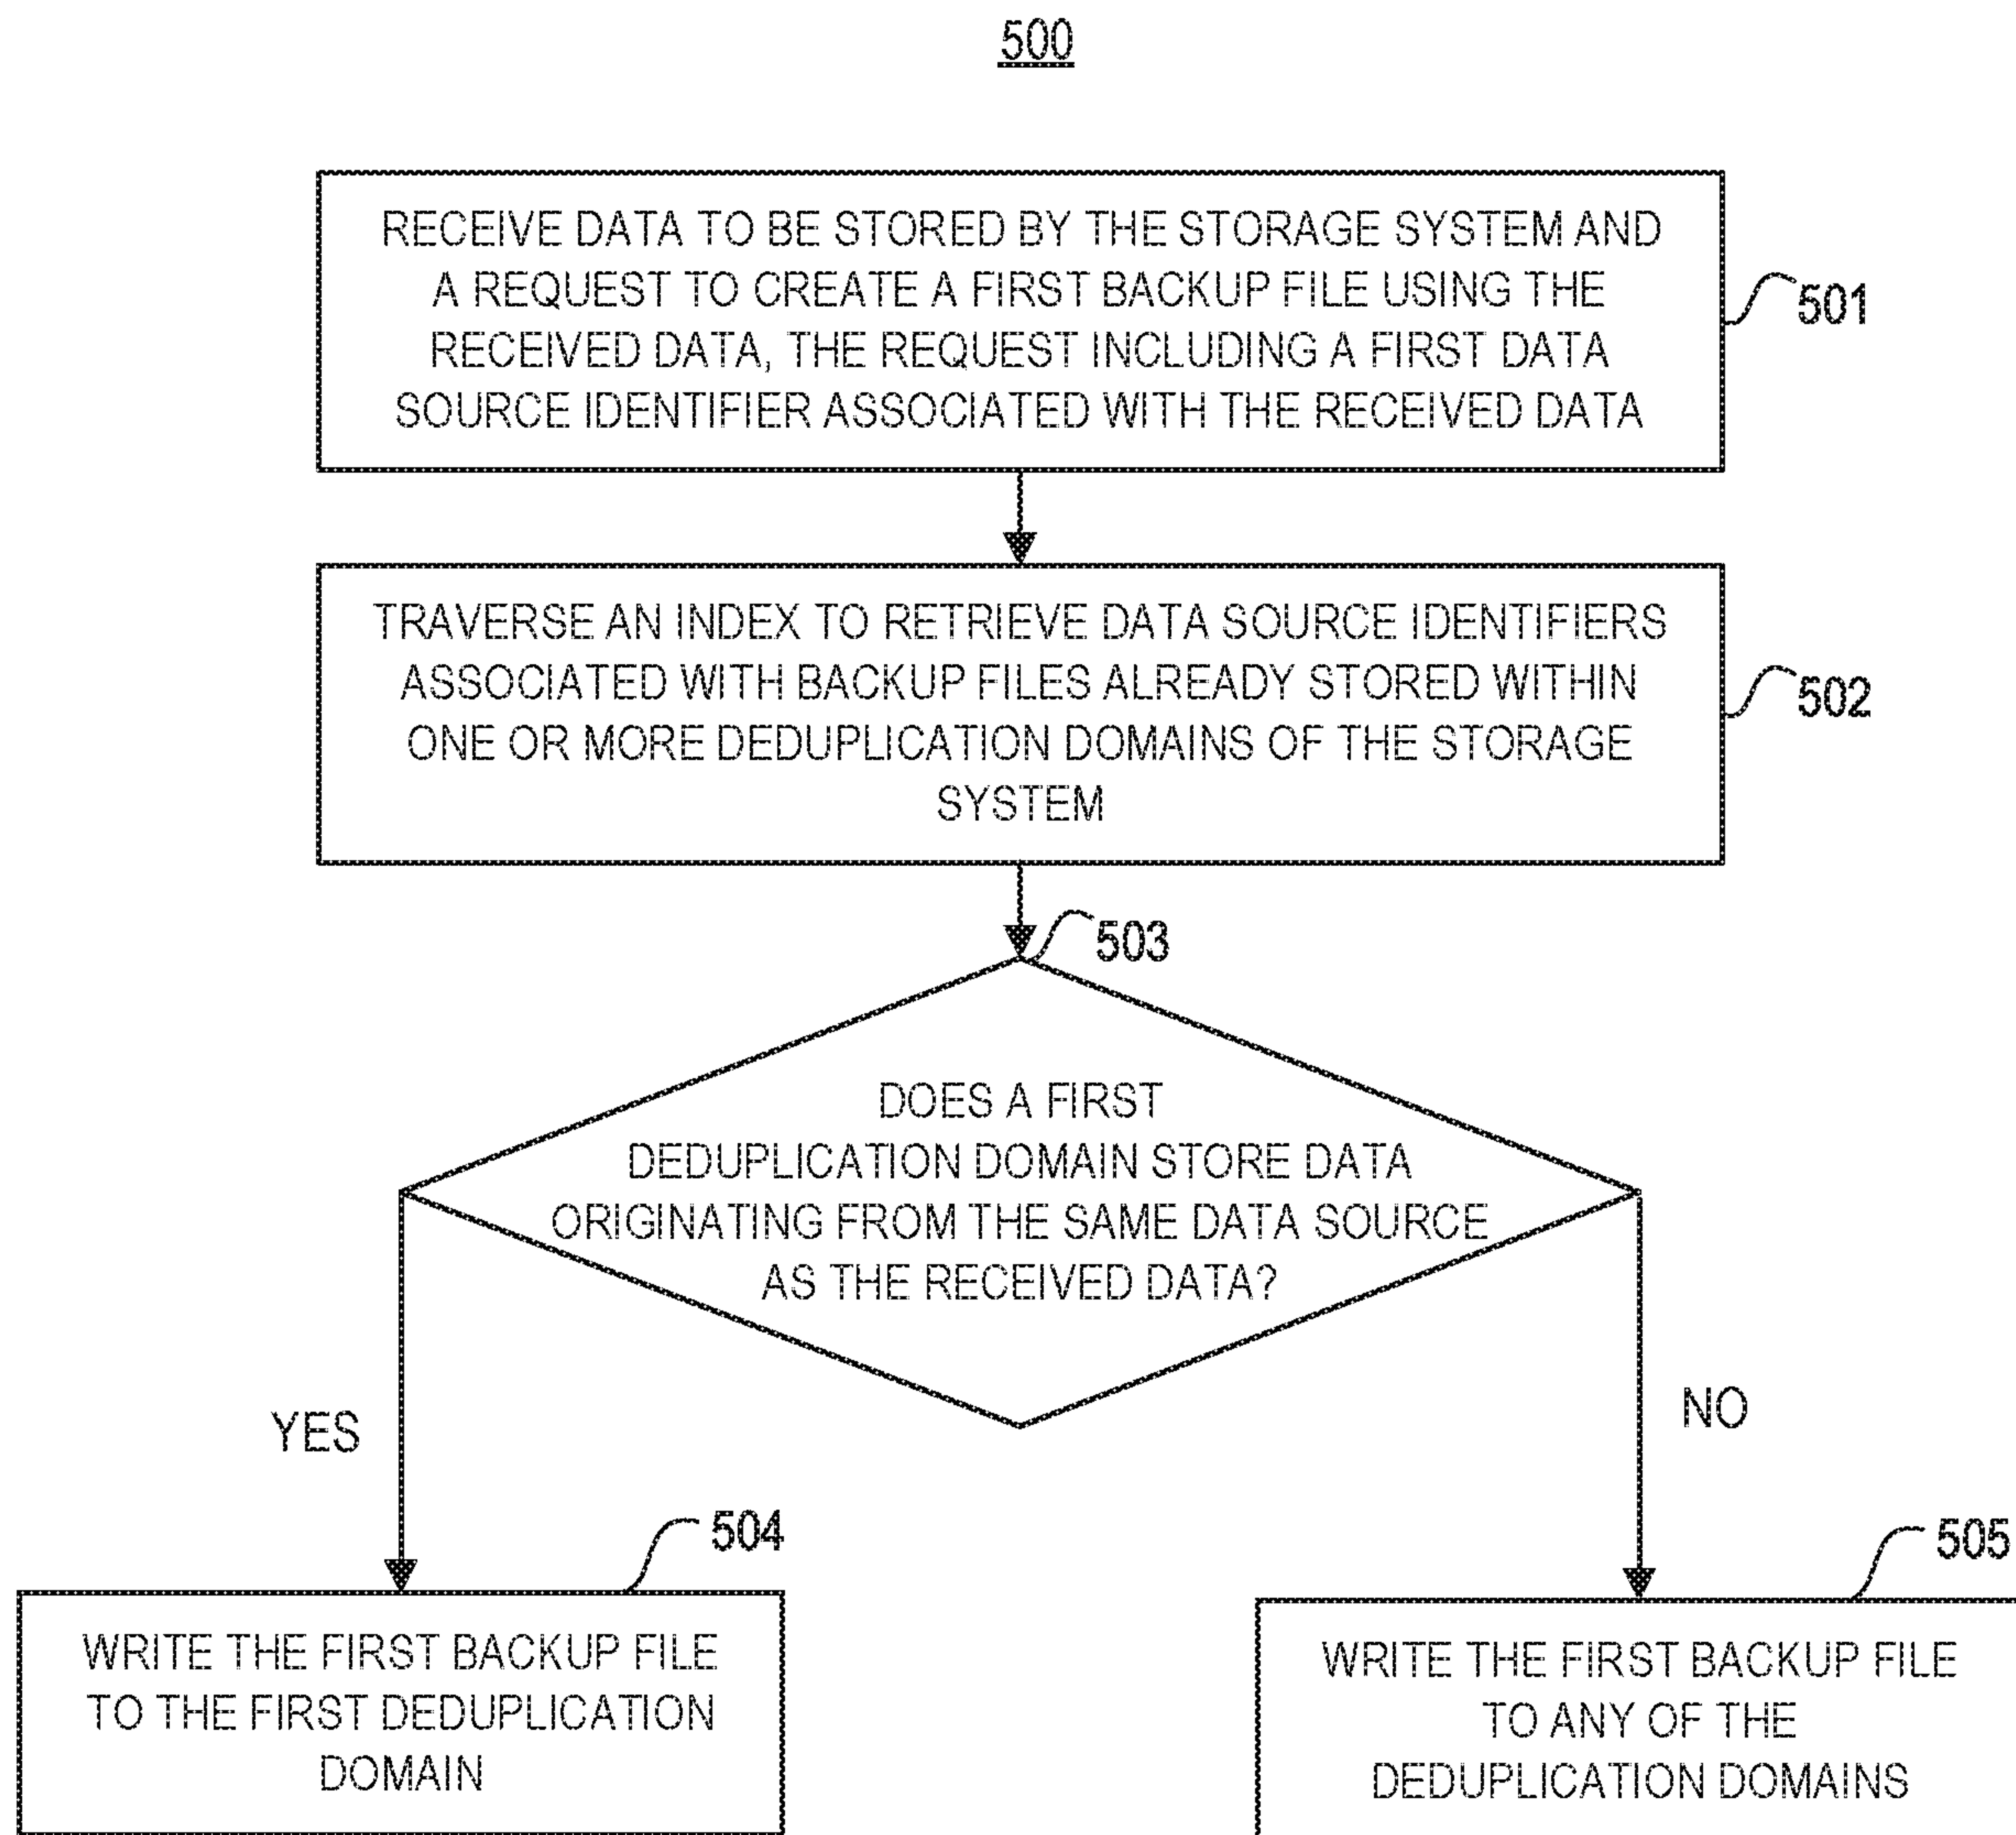 500
RECEIVE DATA TO BE STORED BY THE STORAGE SYSTEM AND
A REQUEST TO CREATE A FIRST BACKUP FILE USING THE
RECEIVED DATA, THE REQUEST INCLUDING A FIRST DATA
SOURCE IDENTIFIER ASSOCIATED WITH THE RECEIVED DATA
501
TRAVERSE AN INDEX TO RETRIEVE DATA SOURCE IDENTIFIERS
ASSOCIATED WITH BACKUP FILES ALREADY STORED WITHIN
ONE OR MORE DEDUPLICATION DOMAINS OF THE STORAGE
SYSTEM
502
503
DOES A FIRST
DEDUPLICATION DOMAIN STORE DATA
ORIGINATING FROM THE SAME DATA SOURCE
AS THE RECEIVED DATA?
YES
NO
504
WRITE THE FIRST BACKUP FILE
TO THE FIRST DEDUPLICATION
DOMAIN
505
WRITE THE FIRST BACKUP FILE
TO ANY OF THE
DEDUPLICATION DOMAINS